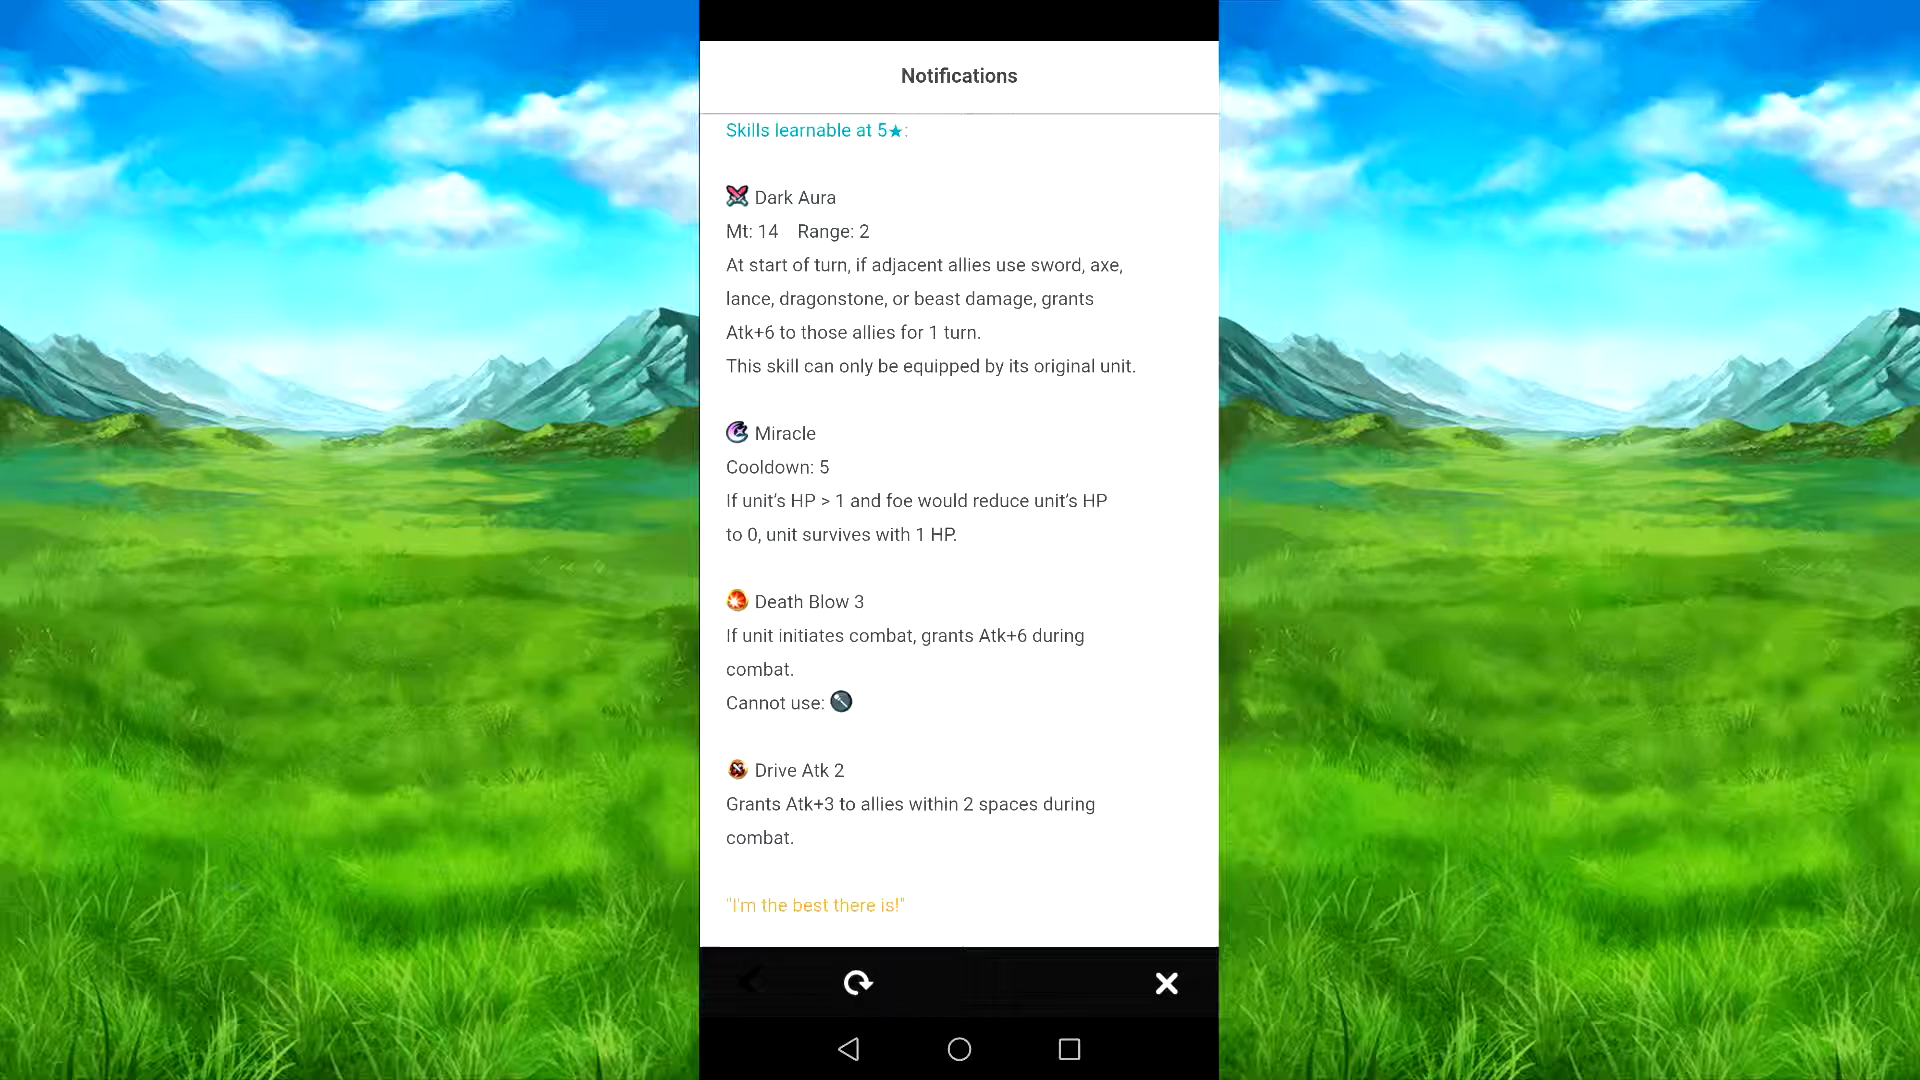 Notifications
Skills learnable at 5★:
Dark Aura
Mt: 14 Range: 2
At start of turn, if adjacent allies use sword, axe,
lance, dragonstone, or beast damage, grants
Atk+6 to those allies for 1 turn.
This skill can only be equipped by its original unit.
Miracle
Cooldown: 5
If unit's HP > 1 and foe would reduce unit's HP
to 0, unit survives with 1 HP.
Death Blow 3
If unit initiates combat, grants Atk+6 during
combat.
Cannot use:
Drive Atk 2
Grants Atk+3 to allies within 2 spaces during
combat.
"I'm the best there is!"